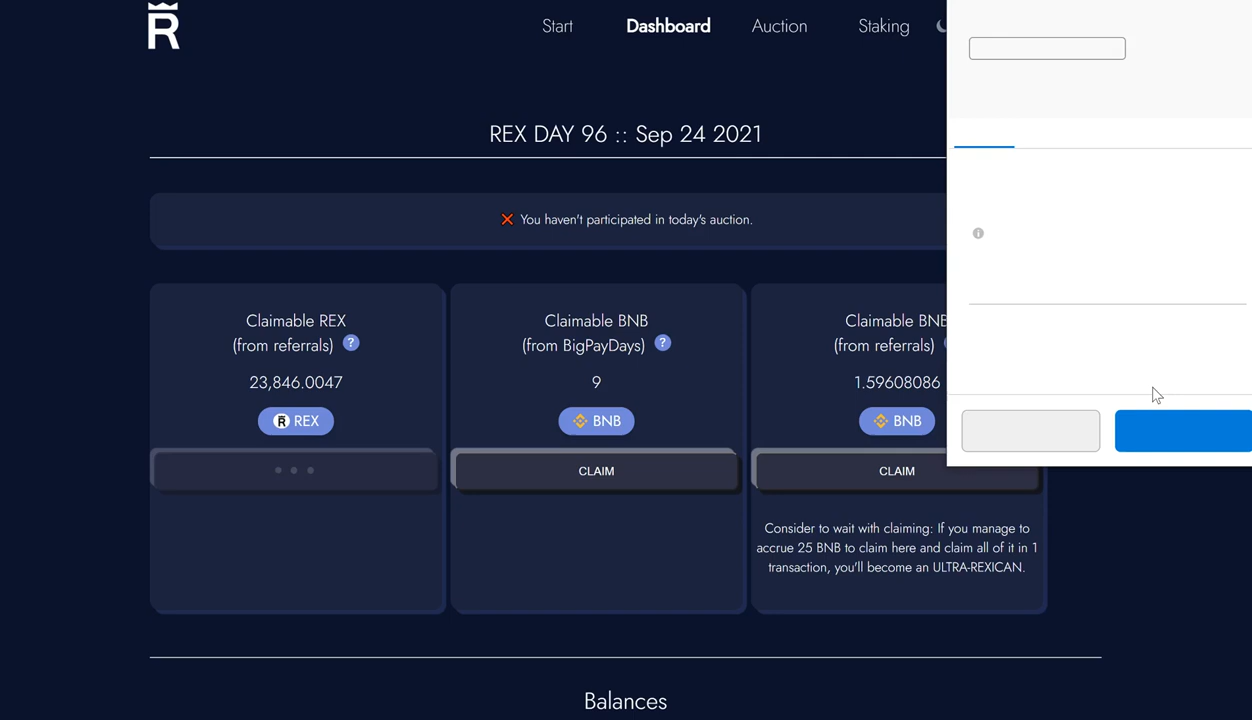 R
Start Dashboard Auction Staking
REX DAY 96 :: Sep 24 2021
You haven't participated in today's auction.
Claimable REX
(from referrals) ?
23,846.0047
R REX
Claimable BNB
(from BigPayDays) ?
9
BNB
CLAIM
Claimable BNB
(from referrals)
1.59608086
BNB
CLAIM
Consider to wait with claiming: If you manage to
accrue 25 BNB to claim here and claim all of it in 1
transaction, you'll become an ULTRA-REXICAN.
Balances